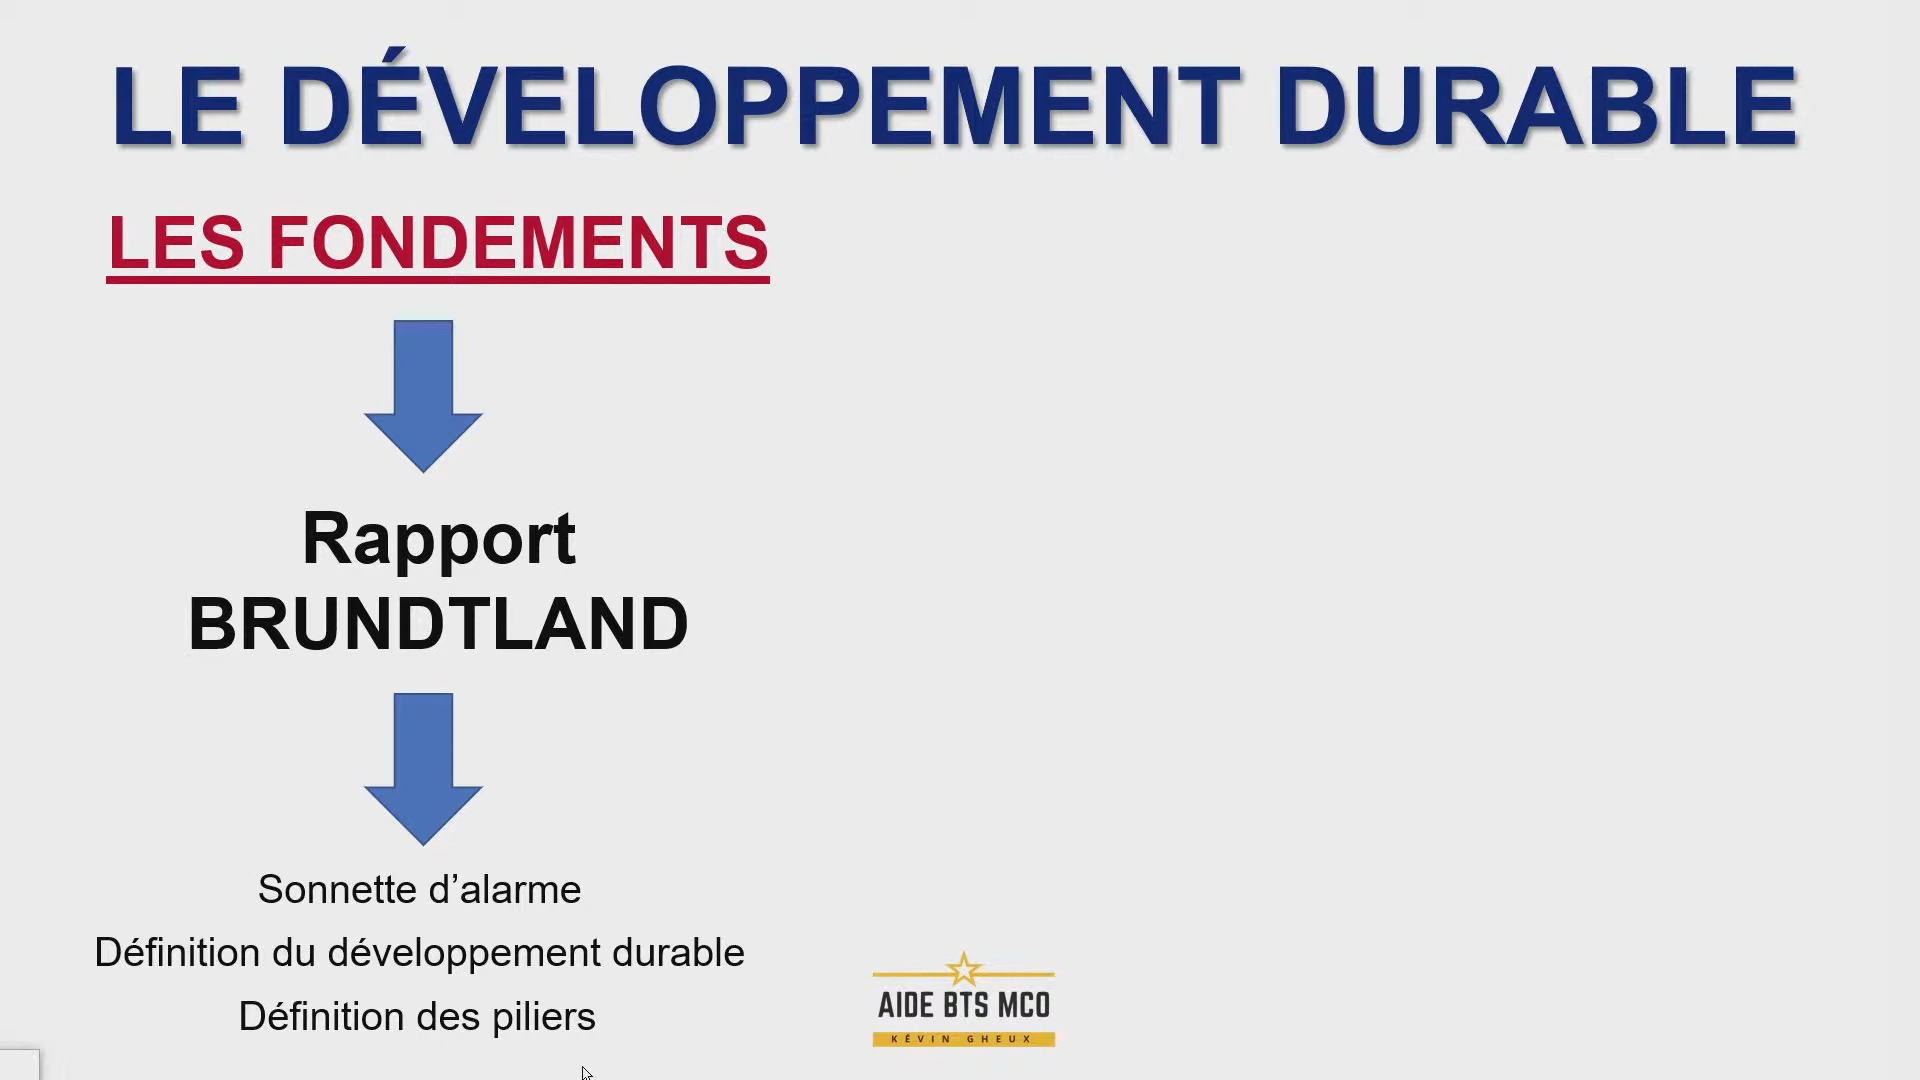 LE DÉVELOPPEMENT DURABLE
LES FONDEMENTS
Rapport
BRUNDTLAND
Sonnette d’alarme
Définition du développement durable
Définition des piliers
AIDE BTS MCO
KÉVIN GHEUX